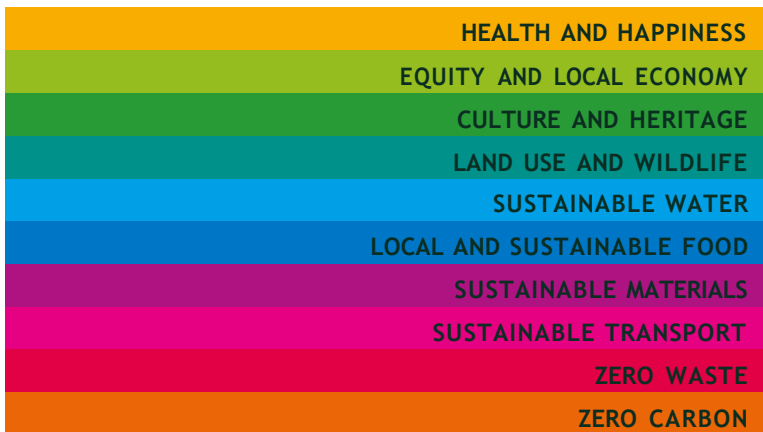 HEALTH AND HAPPINESS
EQUITY AND LOCAL ECONOMY
CULTURE AND HERITAGE
LAND USE AND WILDLIFE
SUSTAINABLE WATER
LOCAL AND SUSTAINABLE FOOD
SUSTAINABLE MATERIALS
SUSTAINABLE TRANSPORT
ZERO WASTE
ZERO CARBON